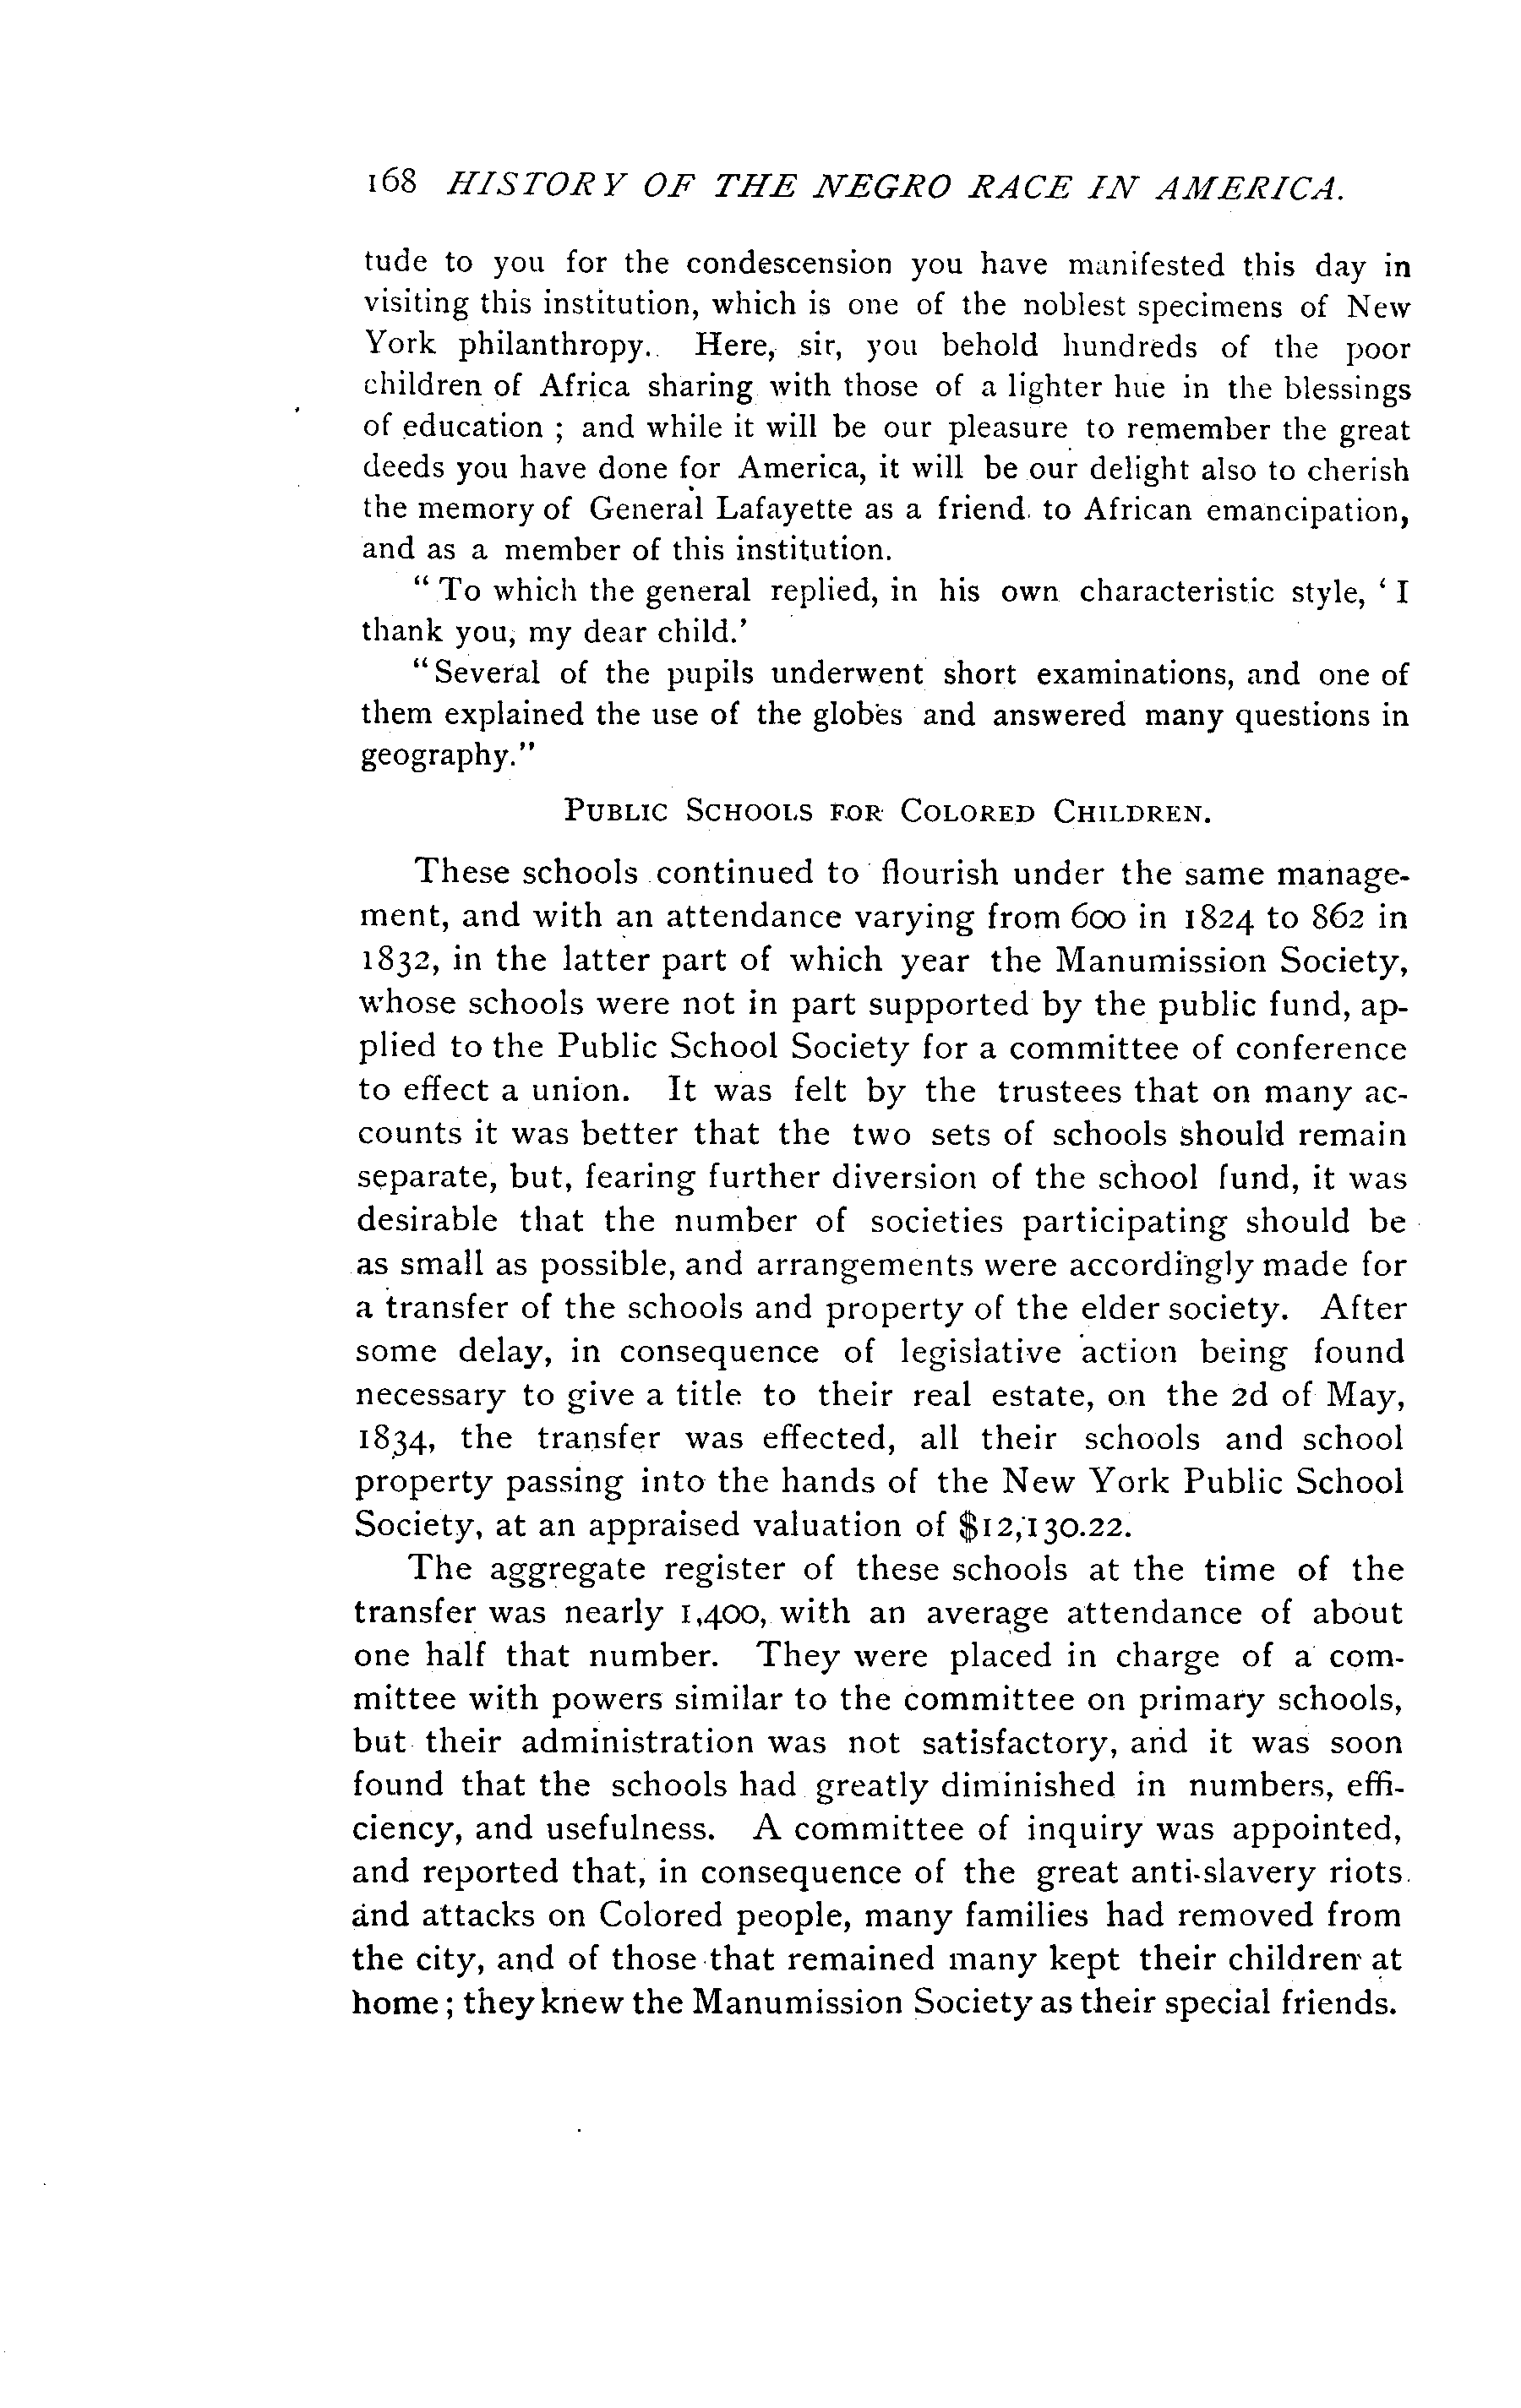 168 HISTORY OF THE NEGRO RACE IN AMERICA.
tude to you for the condescension you have manifested this day in
visiting this institution, which is one of the noblest specimens of New
York philanthropy. Here, sir, you behold hundreds of the poor
children of Africa sharing with those of a lighter hue in the blessings
of education ; and while it will be our pleasure to remember the great
deeds you have done for America, it will be our delight also to cherish
the memory of General Lafayette as a friend to African emancipation,
and as a member of this institution.
“ To which the general replied, in his own characteristic style, ‘ I
thank you, my dear child.’
“ Several of the pupils underwent short examinations, and one of
them explained the use of the globes and answered many questions in
geography.”
PUBLIC SCHOOLS FOR COLORED CHILDREN.
These schools continued to flourish under the same manage-
ment, and with an attendance varying from 600 in 1824 to 862 in
1832, in the latter part of which year the Manumission Society,
whose schools were not in part supported by the public fund, ap-
plied to the Public School Society for a committee of conference
to effect a union. It was felt by the trustees that on many ac-
counts it was better that the two sets of schools should remain
separate, but, fearing further diversion of the school fund, it was
desirable that the number of societies participating should be
as small as possible, and arrangements were accordingly made for
a transfer of the schools and property of the elder society. After
some delay, in consequence of legislative action being found
necessary to give a title to their real estate, on the 2d of May,
1834, the transfer was effected, all their schools and school
property passing into the hands of the New York Public School
Society, at an appraised valuation of $12,130.22.
The aggregate register of these schools at the time of the
transfer was nearly 1,400, with an average attendance of about
one half that number. They were placed in charge of a com-
mittee with powers similar to the committee on primary schools,
but their administration was not satisfactory, and it was soon
found that the schools had greatly diminished in numbers, effi-
ciency, and usefulness. A committee of inquiry was appointed,
and reported that, in consequence of the great anti-slavery riots
and attacks on Colored people, many families had removed from
the city, and of those that remained many kept their children at
home ; they knew the Manumission Society as their special friends.